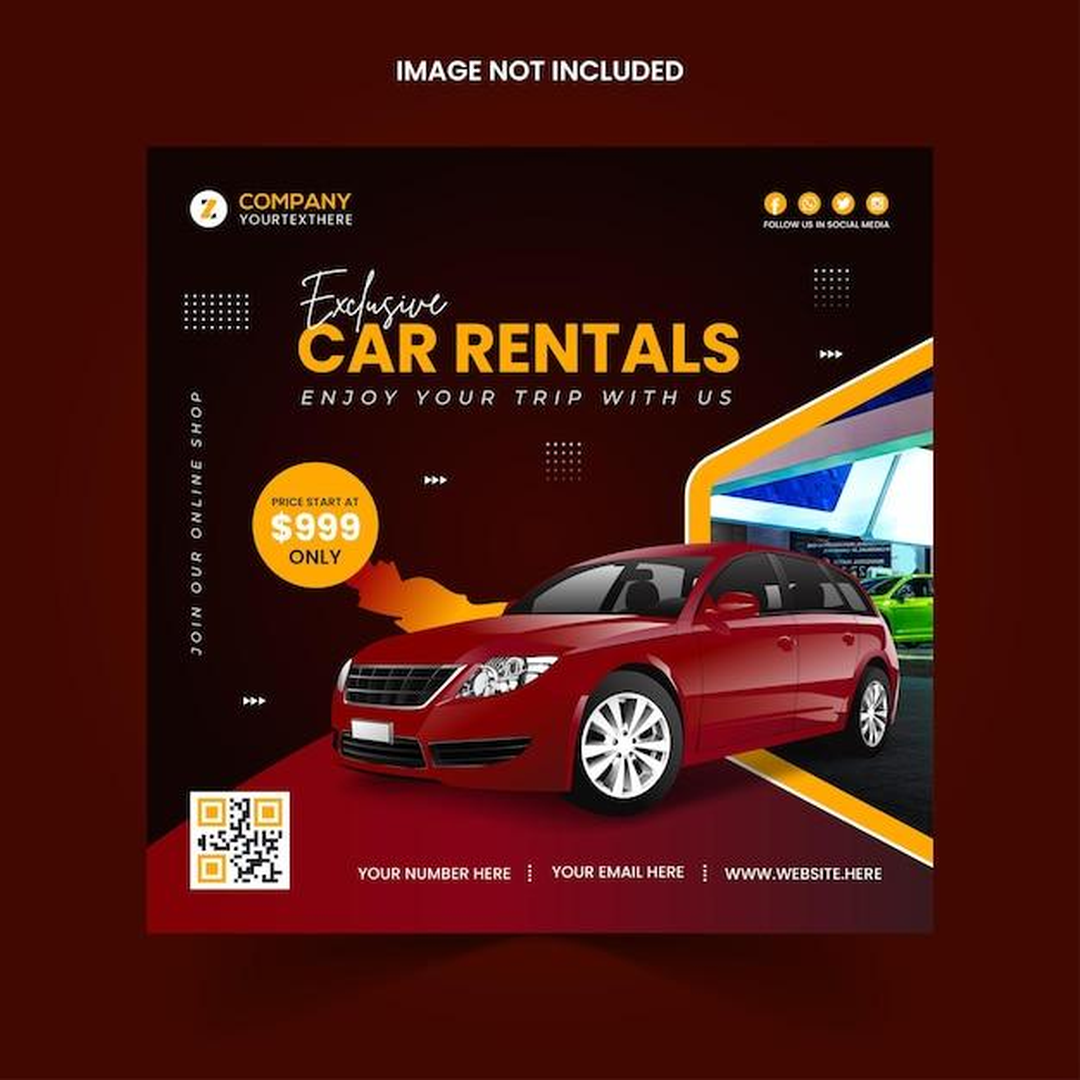 IMAGE NOT INCLUDED
Z
COMPANY
YOURTEXTHERE
FOLLOW US IN SOCIAL MEDIA
Exclusive
CAR RENTALS
ENJOY YOUR TRIP WITH US
JOIN OUR ONLINE SHOP
PRICE START AT
$999
ONLY
YOUR NUMBER HERE
YOUR EMAIL HERE
WWW.WEBSITE.HERE